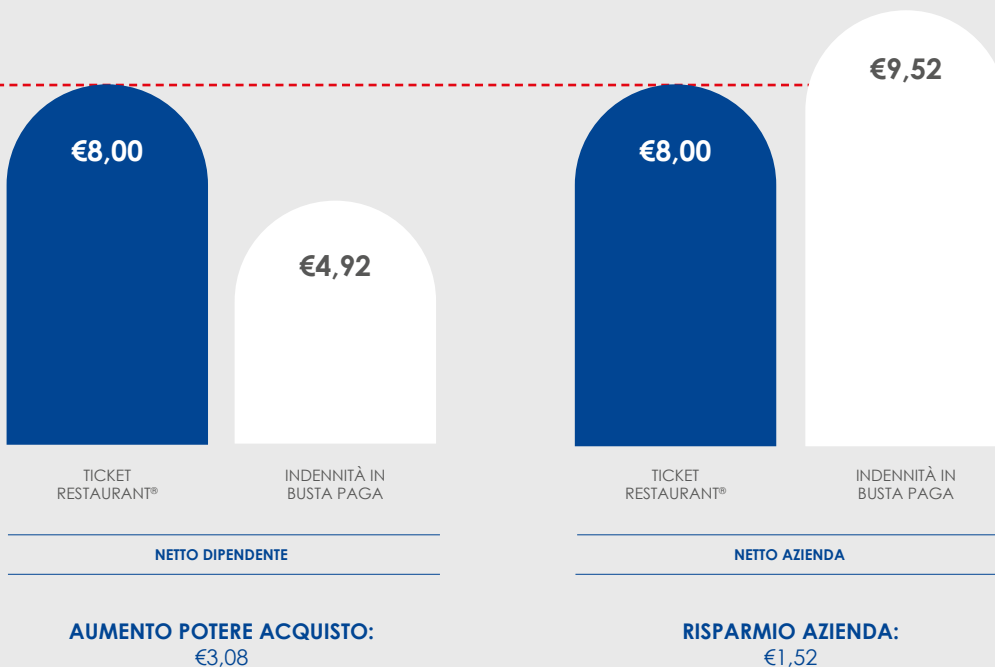 €8,00
€4,92
TICKET
RESTAURANT®
INDENNITÀ IN
BUSTA PAGA
NETTO DIPENDENTE
AUMENTO POTERE ACQUISTO:
€3,08
€8,00
€9,52
TICKET
RESTAURANT®
INDENNITÀ IN
BUSTA PAGA
NETTO AZIENDA
RISPARMIO AZIENDA:
€1,52